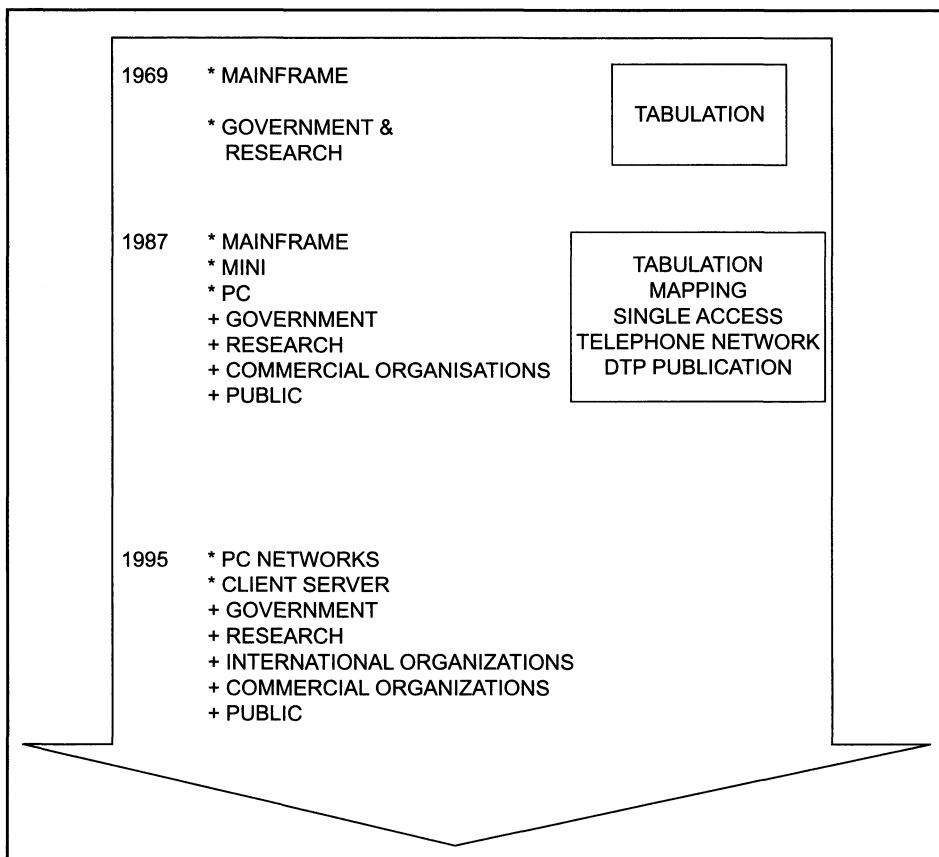 1969 * MAINFRAME
* GOVERNMENT &
RESEARCH
TABULATION
1987 * MAINFRAME
* MINI
* PC
+ GOVERNMENT
+ RESEARCH
+ COMMERCIAL ORGANISATIONS
+ PUBLIC
TABULATION
MAPPING
SINGLE ACCESS
TELEPHONE NETWORK
DTP PUBLICATION
1995 * PC NETWORKS
* CLIENT SERVER
+ GOVERNMENT
+ RESEARCH
+ INTERNATIONAL ORGANIZATIONS
+ COMMERCIAL ORGANIZATIONS
+ PUBLIC